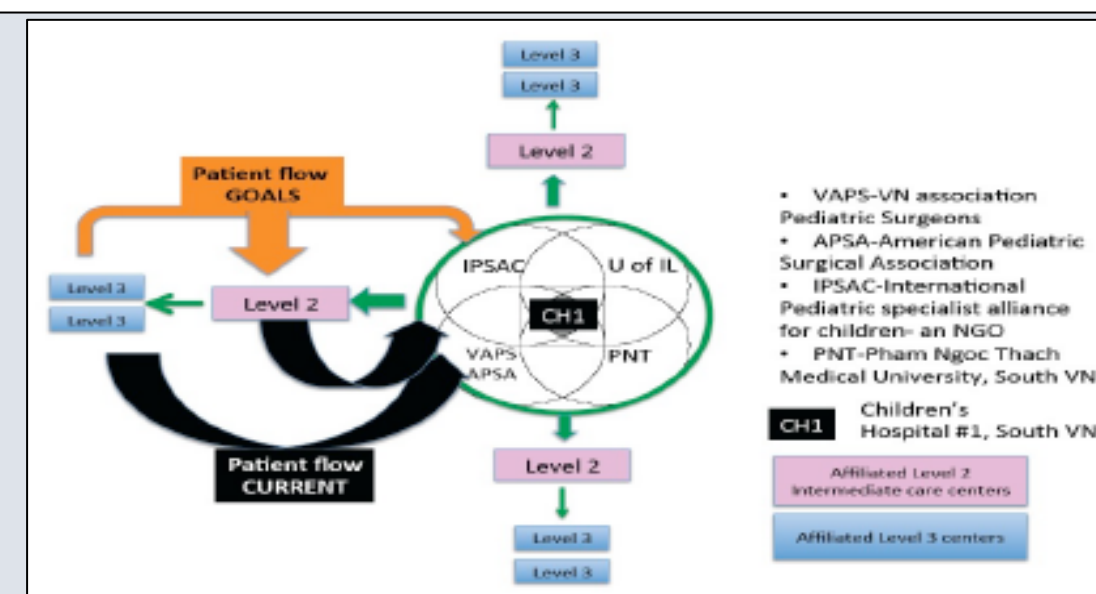 Level 3
Level 3
Level 2
Patient flow
GOALS
IPSAC
U of IL
CH1
VAPS
APSA
PNT
Level 3
Level 3
Level 2
Patient flow
CURRENT
Level 2
Level 3
Level 3
• VAPS-VN association
Pediatric Surgeons
• APSA-American Pediatric
Surgical Association
• IPSAC-International
Pediatric specialist alliance
for children- an NGO
• PNT-Pham Ngoc Thach
Medical University, South VN
CH1
Children's
Hospital #1, South VN
Affiliated Level 2
Intermediate care centers
Affiliated Level 3 centers